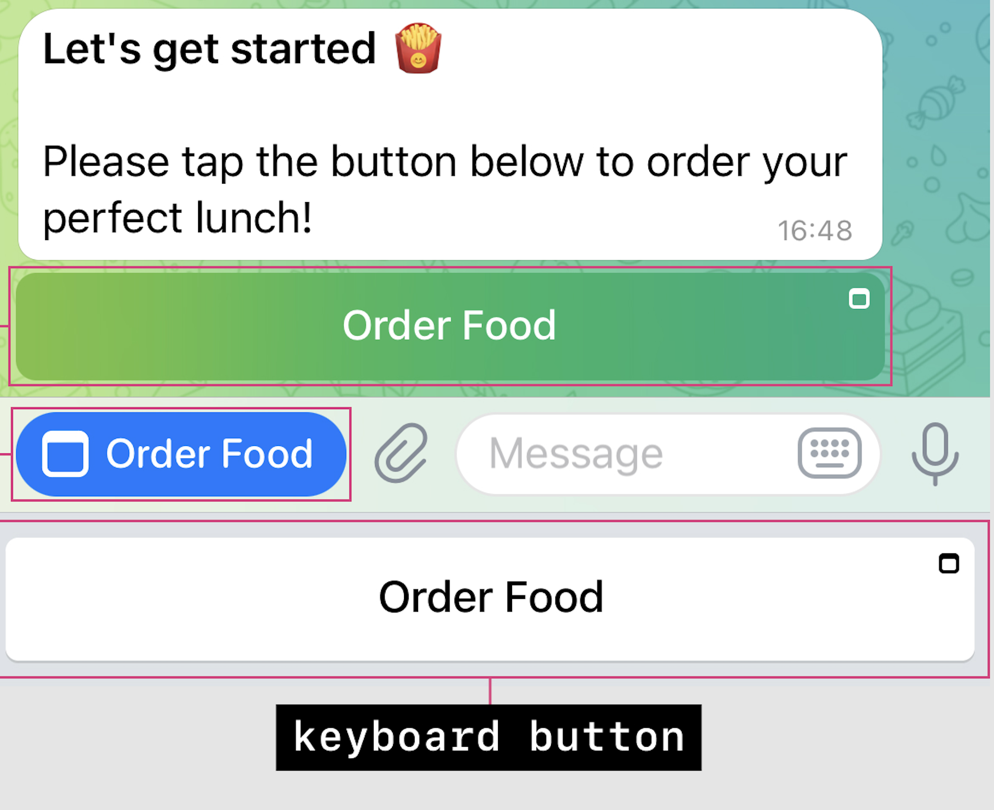 Let's get started 🍟
Please tap the button below to order your
perfect lunch!
16:48
Order Food
Order Food
Message
Order Food
keyboard button